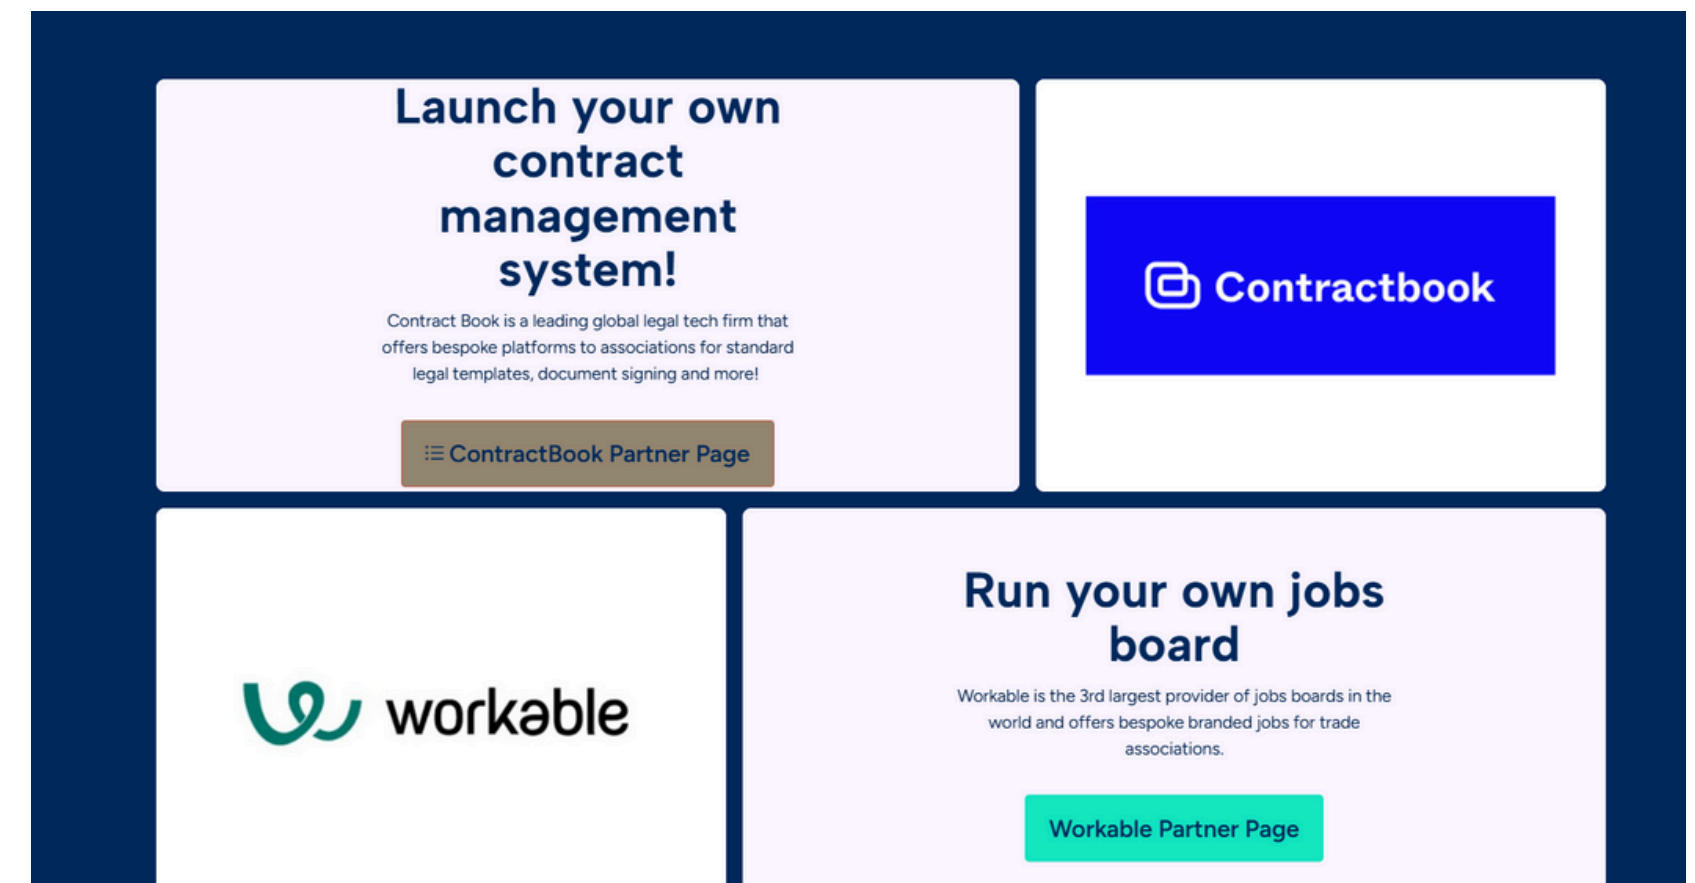 Launch your own
contract
management
system!
Contract Book is a leading global legal tech firm that
offers bespoke platforms to associations for standard
legal templates, document signing and more!
ContractBook Partner Page
Contractbook
workable
Run your own jobs
board
Workable is the 3rd largest provider of jobs boards in the
world and offers bespoke branded jobs for trade
associations.
Workable Partner Page